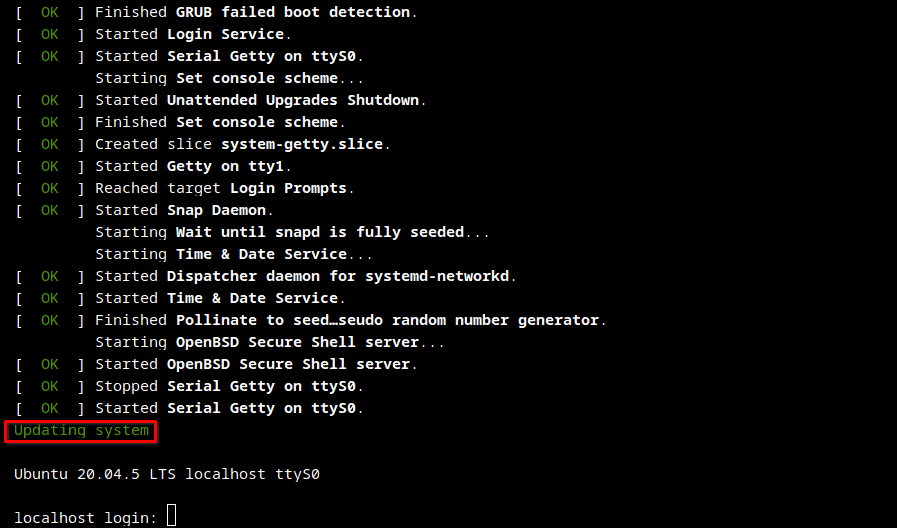 [  OK  ] Finished GRUB failed boot detection.
[  OK  ] Started Login Service.
[  OK  ] Started Serial Getty on ttyS0.
Starting Set console scheme...
[  OK  ] Started Unattended Upgrades Shutdown.
[  OK  ] Finished Set console scheme.
[  OK  ] Created slice system-getty.slice.
[  OK  ] Started Getty on tty1.
[  OK  ] Reached target Login Prompts.
[  OK  ] Started Snap Daemon.
Starting Wait until snapd is fully seeded...
Starting Time & Date Service...
[  OK  ] Started Dispatcher daemon for systemd-networkd.
[  OK  ] Started Time & Date Service.
[  OK  ] Finished Pollinate to seed…seudo random number generator.
Starting OpenBSD Secure Shell server...
[  OK  ] Started OpenBSD Secure Shell server.
[  OK  ] Stopped Serial Getty on ttyS0.
[  OK  ] Started Serial Getty on ttyS0.
Updating system
Ubuntu 20.04.5 LTS localhost ttyS0
localhost login: